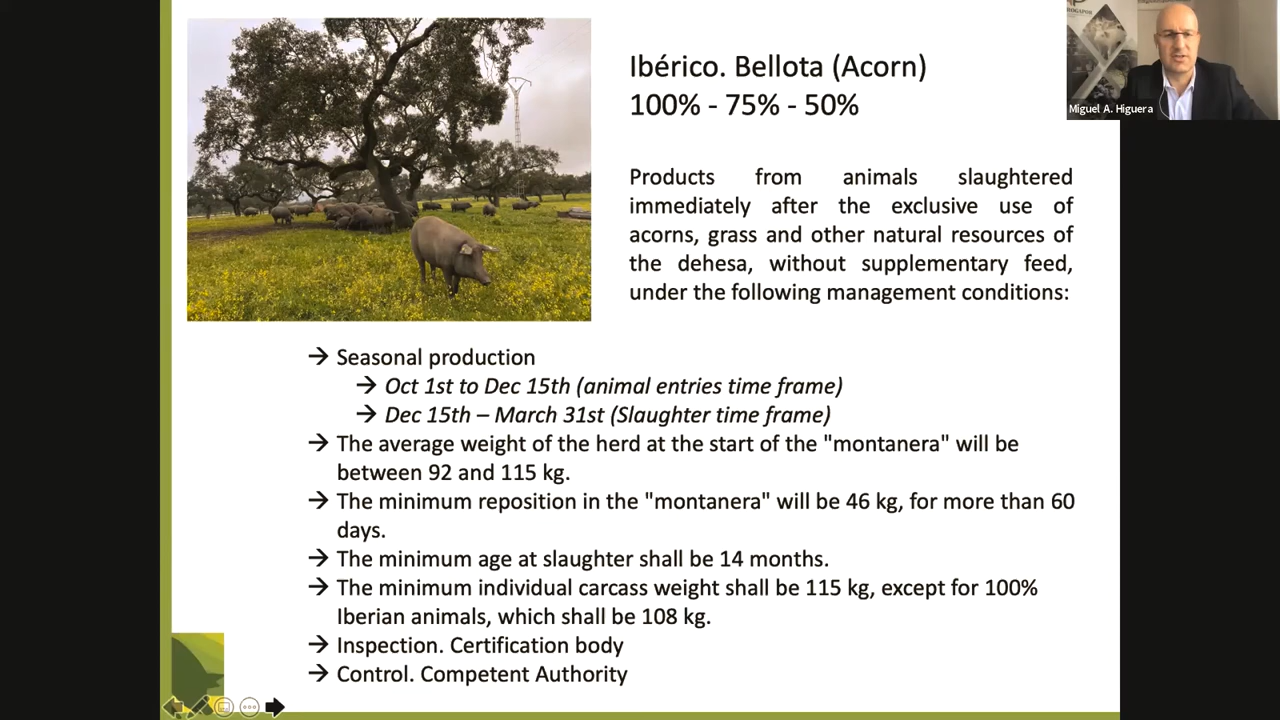 Ibérico. Bellota (Acorn)
100% - 75% - 50%
Miguel A. Higuera
Products from animals slaughtered
immediately after the exclusive use of
acorns, grass and other natural resources of
the dehesa, without supplementary feed,
under the following management conditions:
→ Seasonal production
→ Oct 1st to Dec 15th (animal entries time frame)
→ Dec 15th – March 31st (Slaughter time frame)
→ The average weight of the herd at the start of the "montanera" will be
between 92 and 115 kg.
→ The minimum reposition in the "montanera" will be 46 kg, for more than 60
days.
→ The minimum age at slaughter shall be 14 months.
→ The minimum individual carcass weight shall be 115 kg, except for 100%
Iberian animals, which shall be 108 kg.
→ Inspection. Certification body
→ Control. Competent Authority